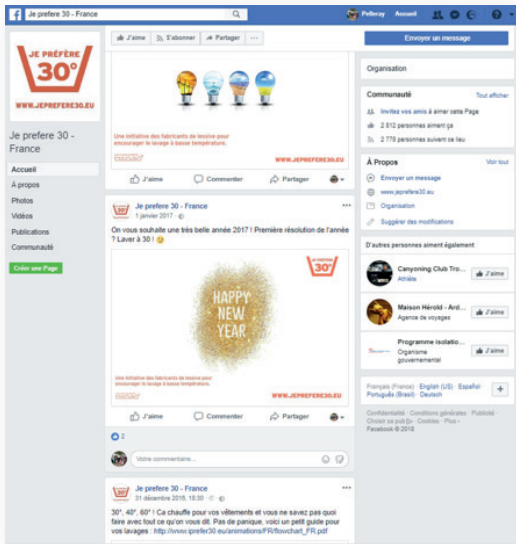 Je prefere 30 - France
Pelleray
Accueil
J'aime
S'abonner
Partager
Envoyer un message
JE PRÉFÈRE
30°
WWW.JEPREFERE30.EU
Je prefere 30 -
France
Accueil
A propos
Photos
Vidéos
Publications
Communauté
Créer une Page
Une initiative des fabricants de lessive pour
encourager le lavage à basse température.
WWW.JEPREFERE30.EU
J'aime
Commenter
Partager
Je prefere 30 - France
1 janvier 2017
On vous souhaite une très belle année 2017 ! Première résolution de l'année
? Laver à 30 !
30°
HAPPY
NEW
YEAR
Une initiative des fabricants de lessive pour
encourager le lavage à basse température.
WWW.JEPREFERE30.EU
J'aime
Commenter
Partager
2
Votre commentaire...
Je prefere 30 - France
31 décembre 2016, 18:30
30°, 40°, 60° ! Ca chauffe pour vos vêtements et vous ne savez pas quoi
faire avec tout ce qu'on vous dit. Pas de panique, voici un petit guide pour
vos lavages : http://www.iprefer30.eu/animations/FR/flowchart_FR.pdf
Organisation
Communauté
Tout afficher
Invitez vos amis à aimer cette Page
2 812 personnes aiment ça
2 779 personnes suivent ce lieu
À Propos
Voir tout
Envoyer un message
www.jeprefere30.eu
Organisation
Suggérer des modifications
D'autres personnes aiment également
Canyoning Club Tro...
Athlète
J'aime
Maison Hérold - Ard...
Agence de voyages
J'aime
Programme isolatio...
Organisme
gouvernemental
J'aime
Français (France) · English (US) · Español ·
Português (Brasil) · Deutsch
Confidentialité · Conditions générales · Publicité ·
Choisir sa pub · Cookies · Plus
Facebook © 2018